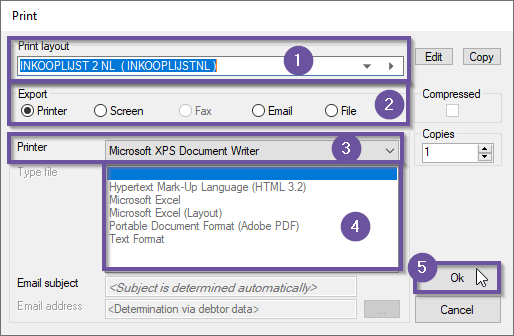 Print
Print layout
INKOOPLIJST 2 NL  ( INKOOPLIJSTNL )
1
Edit
Copy
Export
Printer
Screen
Fax
Email
File
2
Compressed
Printer
Microsoft XPS Document Writer
3
Copies
1
Type file
Hypertext Mark-Up Language (HTML 3.2)
Microsoft Excel
Microsoft Excel (Layout)
Portable Document Format (Adobe PDF)
Text Format
4
5
Ok
Email subject
<Subject is determined automatically>
Email address
<Determination via debtor data>
...
Cancel